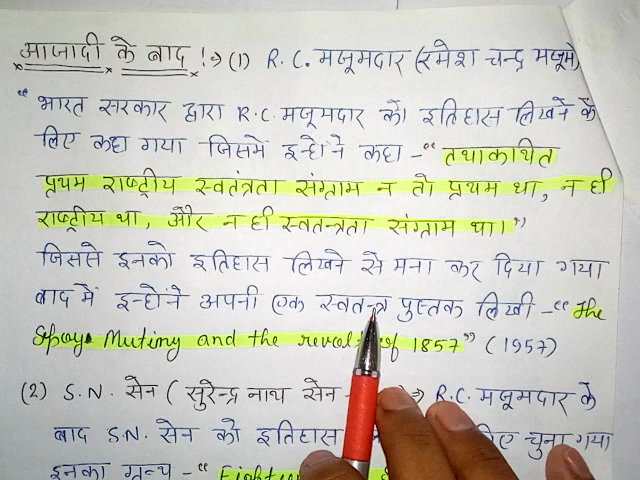 आजादी के बाद !⇒ (1) R.C. मजूमदार (रमेश चन्द्र मजूम
"भारत सरकार द्वारा R.C. मजूमदार को इतिहास लिखने के
लिए कहा गया जिसमें इन्होंने कहा - "तथाकथित
प्रथम राष्ट्रीय स्वतंत्रता संग्राम न तो प्रथम था, न ही
राष्ट्रीय था, और न ही स्वतन्त्रता संग्राम था।"
जिससे इनको इतिहास लिखने से मना कर दिया गया
बाद में इन्होंने अपनी एक स्वतन्त्र पुस्तक लिखी - "The
Sepoy Mutiny and the revolt of 1857" (1957)
(2) S.N. सेन (सुरेन्द्र नाथ सेन ⇒ R.C. मजूमदार के
बाद S.N. सेन को इतिहास चुना गया
इनका ग्रन्थ - "